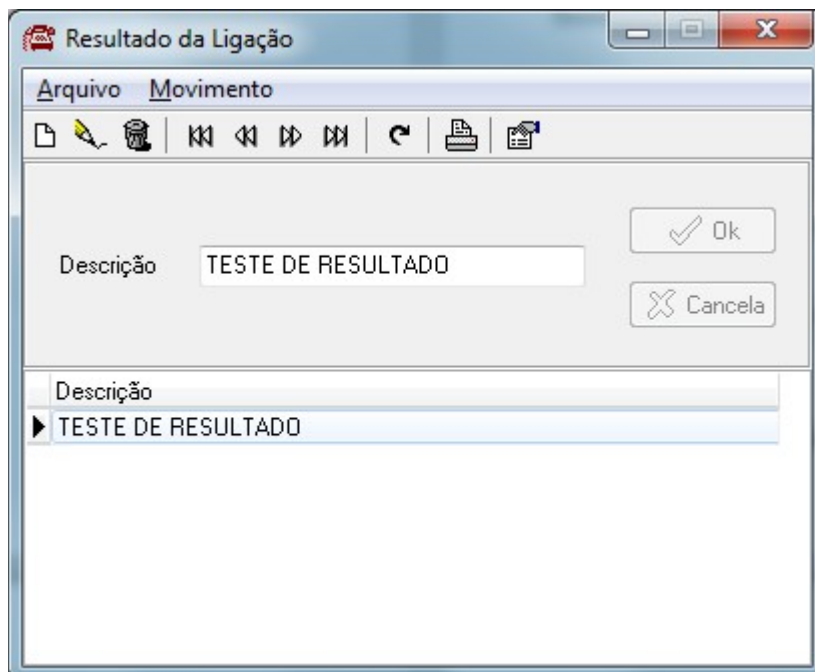 Resultado da Ligação
Arquivo Movimento
Ok
Descrição TESTE DE RESULTADO
Cancela
Descrição
TESTE DE RESULTADO